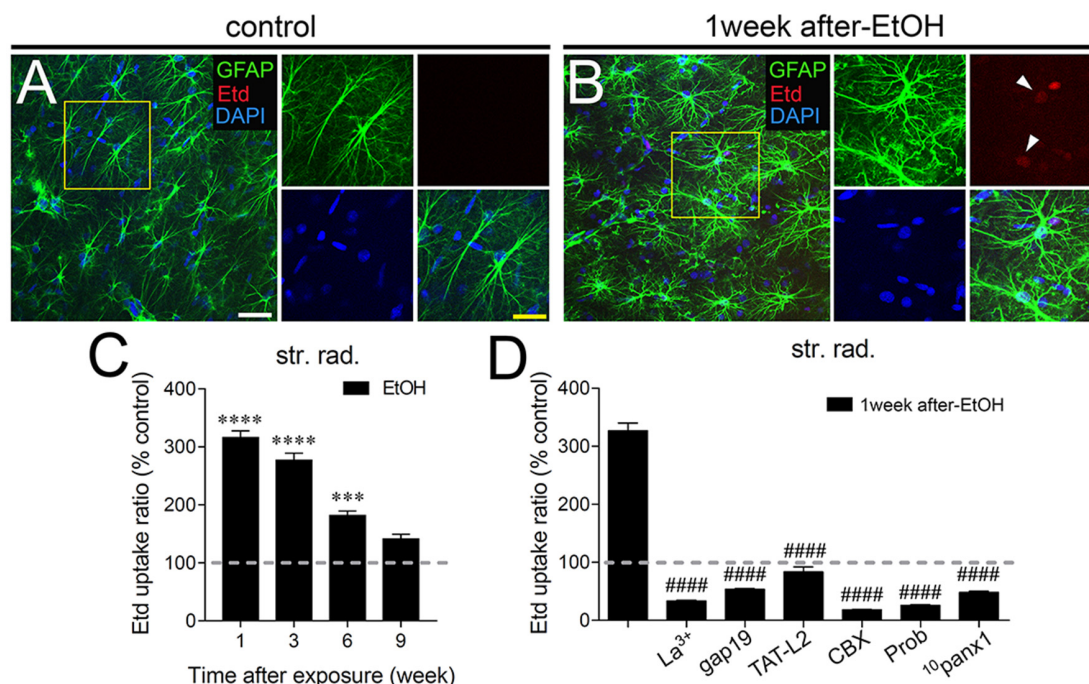 control
1week after-EtOH
A
GFAP
Etd
DAPI
B
GFAP
Etd
DAPI
C
str. rad.
EtOH
Etd uptake ratio (% control)
400
300
200
100
0
****
****
***
1
3
6
9
Time after exposure (week)
D
str. rad.
1week after-EtOH
Etd uptake ratio (% control)
400
300
200
100
0
####
####
####
####
####
####
La³⁺
gap19
TAT-L2
CBX
Prob
¹⁰panx1